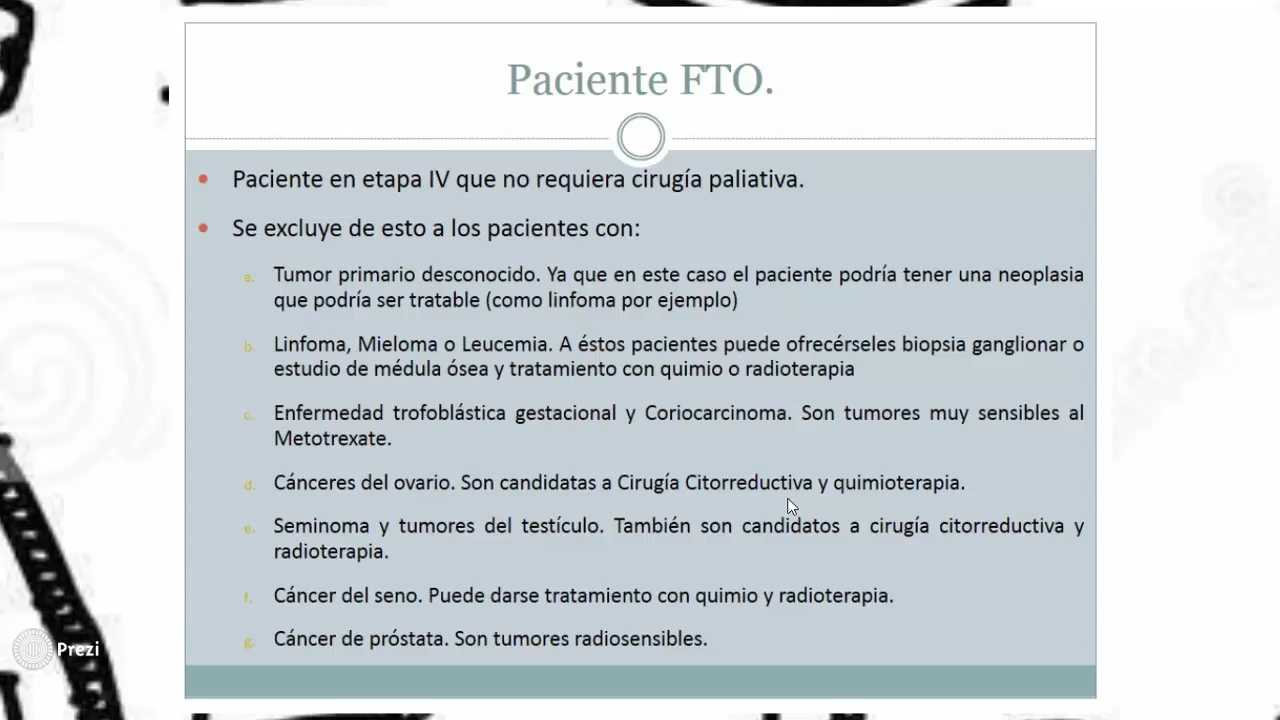 Paciente FTO.
• Paciente en etapa IV que no requiera cirugía paliativa.
• Se excluye de esto a los pacientes con:
a. Tumor primario desconocido. Ya que en este caso el paciente podría tener una neoplasia
que podría ser tratable (como linfoma por ejemplo)
b. Linfoma, Mieloma o Leucemia. A éstos pacientes puede ofrecérseles biopsia ganglionar o
estudio de médula ósea y tratamiento con quimio o radioterapia
c. Enfermedad trofoblástica gestacional y Coriocarcinoma. Son tumores muy sensibles al
Metotrexate.
d. Cánceres del ovario. Son candidatas a Cirugía Citorreductiva y quimioterapia.
e. Seminoma y tumores del testículo. También son candidatos a cirugía citorreductiva y
radioterapia.
f. Cáncer del seno. Puede darse tratamiento con quimio y radioterapia.
g. Cáncer de próstata. Son tumores radiosensibles.
Prezi